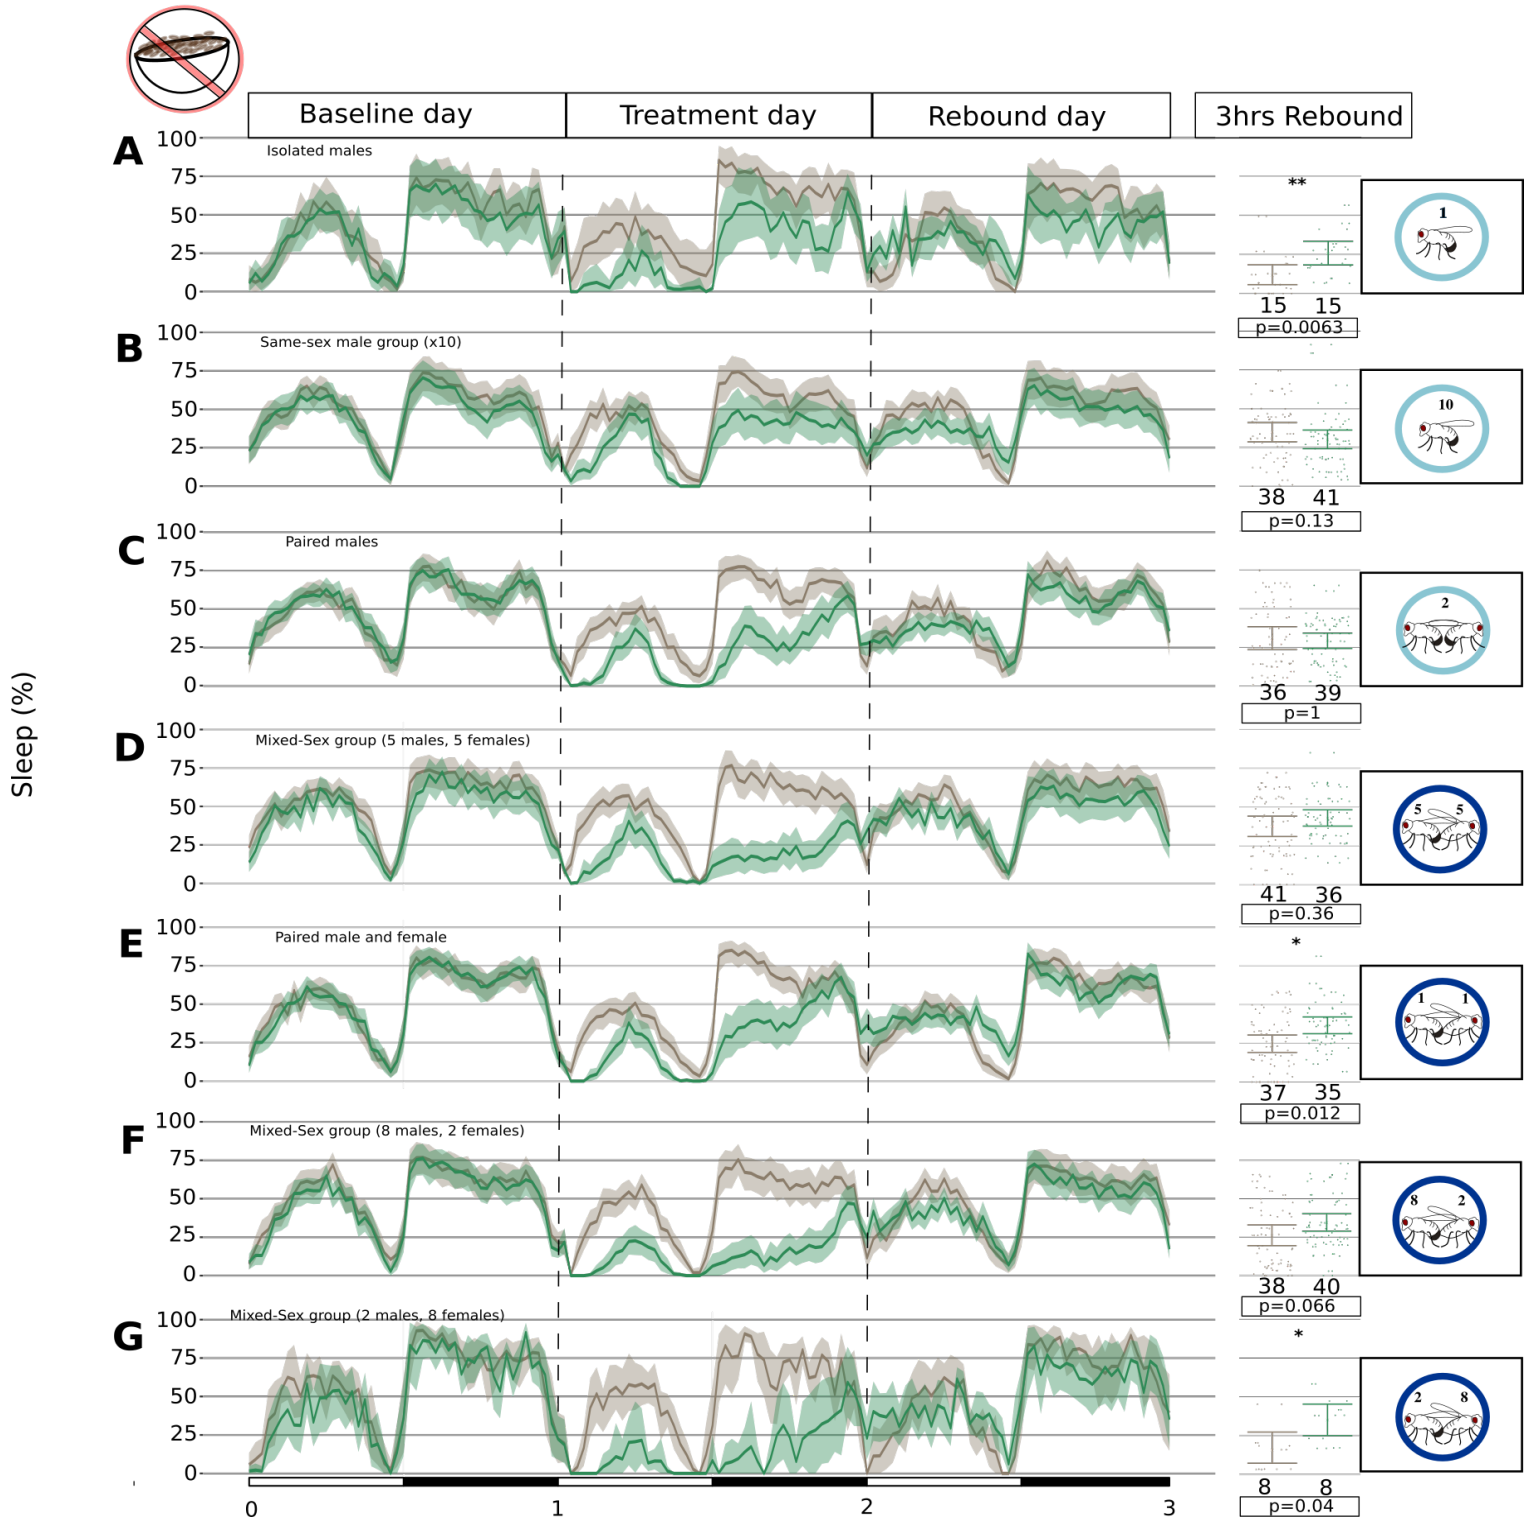 Baseline day Treatment day Rebound day 3hrs Rebound
Sleep (%)
A
Isolated males
100
75
50
25
0
**
1
15 15
p=0.0063
B
Same-sex male group (x10)
100
75
50
25
0
10
38 41
p=0.13
C
Paired males
100
75
50
25
0
2
36 39
p=1
D
Mixed-Sex group (5 males, 5 females)
100
75
50
25
0
5 5
41 36
p=0.36
E
Paired male and female
100
75
50
25
0
*
1 1
37 35
p=0.012
F
Mixed-Sex group (8 males, 2 females)
100
75
50
25
0
8 2
38 40
p=0.066
G
Mixed-Sex group (2 males, 8 females)
100
75
50
25
0
*
2 8
8 8
p=0.04
0 1 2 3